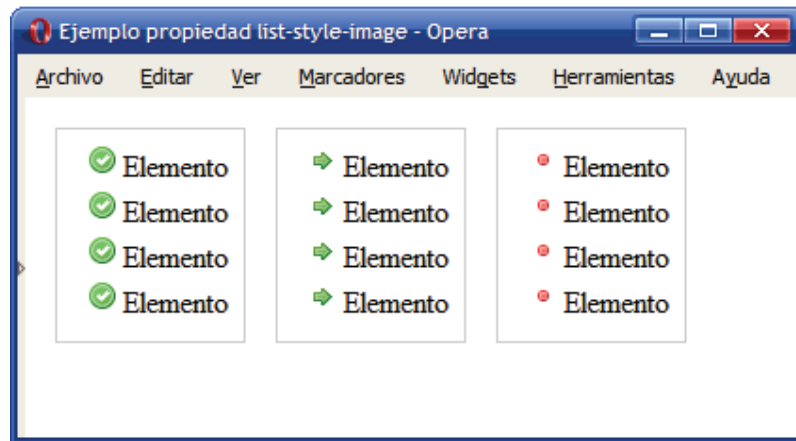 Ejemplo propiedad list-style-image - Opera
Archivo Editar Ver Marcadores Widgets Herramientas Ayuda
Elemento Elemento Elemento
Elemento Elemento Elemento
Elemento Elemento Elemento
Elemento Elemento Elemento